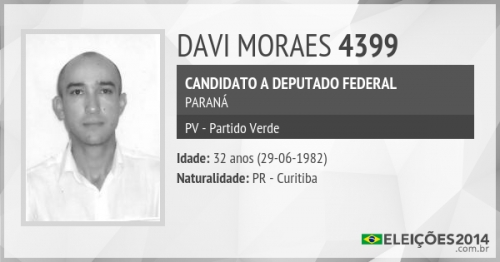 DAVI MORAES 4399
CANDIDATO A DEPUTADO FEDERAL
PARANÁ
PV - Partido Verde
Idade: 32 anos (29-06-1982)
Naturalidade: PR - Curitiba
ELEIÇÕES2014
.com.br